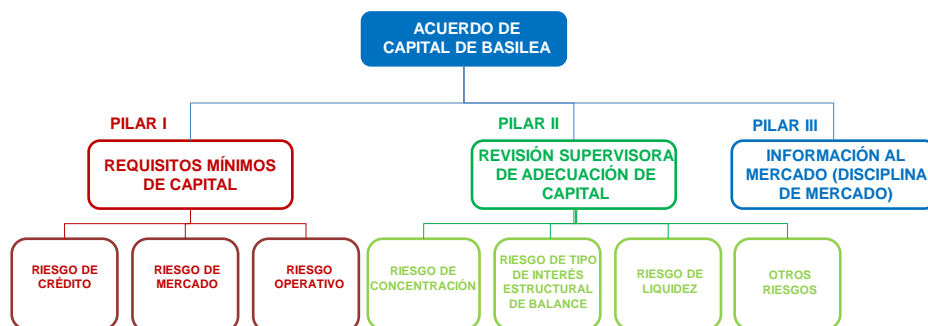 ACUERDO DE
CAPITAL DE BASILEA
PILAR I
PILAR II
PILAR III
REQUISITOS MÍNIMOS
DE CAPITAL
REVISIÓN SUPERVISORA
DE ADECUACIÓN DE
CAPITAL
INFORMACIÓN AL
MERCADO (DISCIPLINA
DE MERCADO)
RIESGO DE
CRÉDITO
RIESGO DE
MERCADO
RIESGO
OPERATIVO
RIESGO DE
CONCENTRACIÓN
RIESGO DE TIPO
DE INTERÉS
ESTRUCTURAL
DE BALANCE
RIESGO DE
LIQUIDEZ
OTROS
RIESGOS